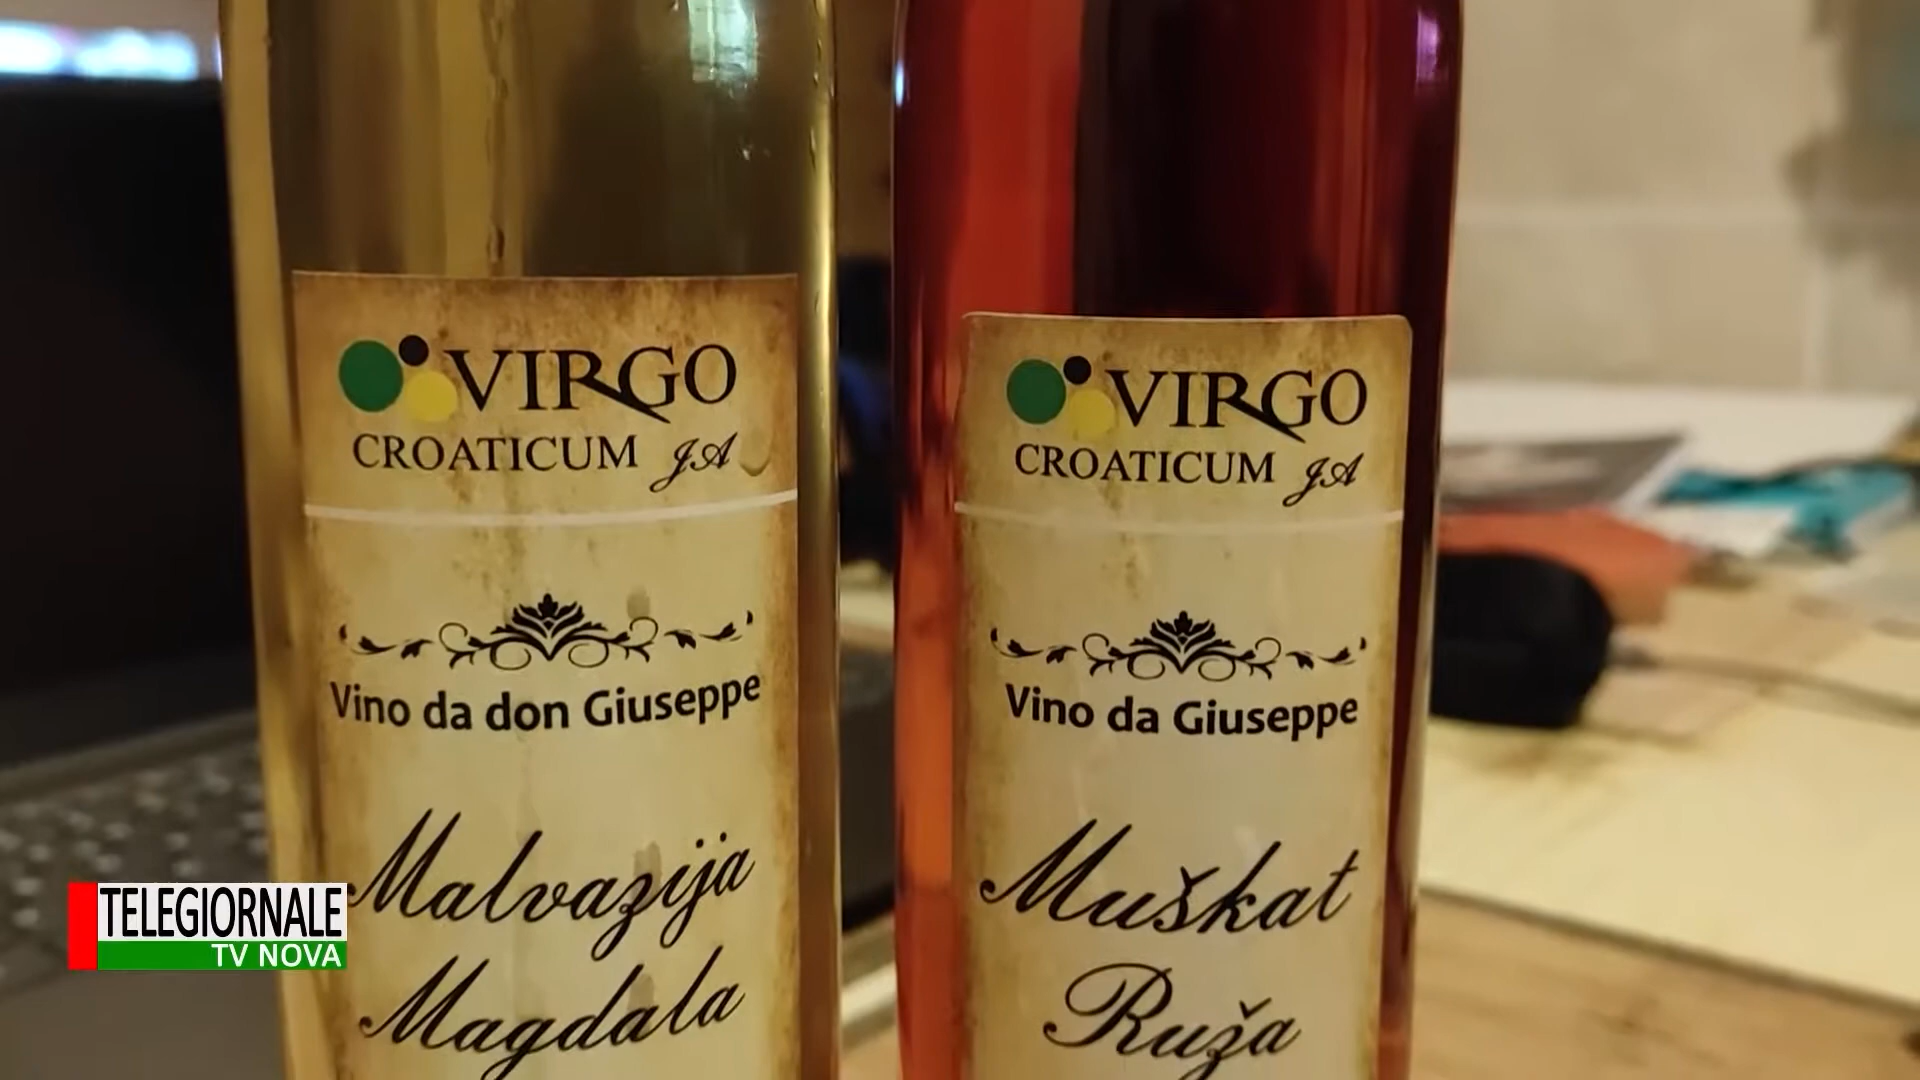 VIRGO
CROATICUM JA
Vino da don Giuseppe
Malvazija
Magdala
VIRGO
CROATICUM JA
Vino da Giuseppe
Muškat
Ruža
TELEGIORNALE
TV NOVA